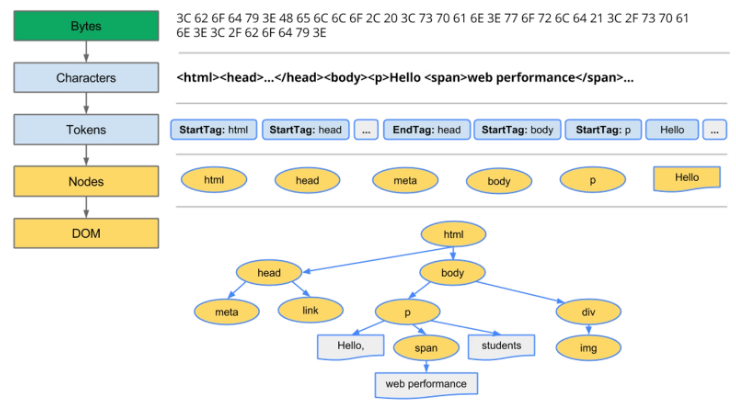 Bytes
3C 62 6F 64 79 3E 48 65 6C 6C 6F 2C 20 3C 73 70 61 6E 3E 77 6F 72 6C 64 21 3C 2F 73 70 61
6E 3E 3C 2F 62 6F 64 79 3E
Characters
<html><head>...</head><body><p>Hello <span>web performance</span>...
Tokens
StartTag: html StartTag: head ... EndTag: head StartTag: body StartTag: p Hello ...
Nodes
html head meta body p Hello
DOM
html
head body
meta link p div
Hello, span students img
web performance